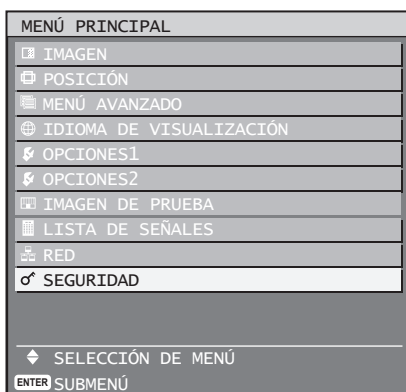 MENÚ PRINCIPAL
IMAGEN
POSICIÓN
MENÚ AVANZADO
IDIOMA DE VISUALIZACIÓN
OPCIONES1
OPCIONES2
IMAGEN DE PRUEBA
LISTA DE SEÑALES
RED
SEGURIDAD
SELECCIÓN DE MENÚ
ENTER SUBMENÚ